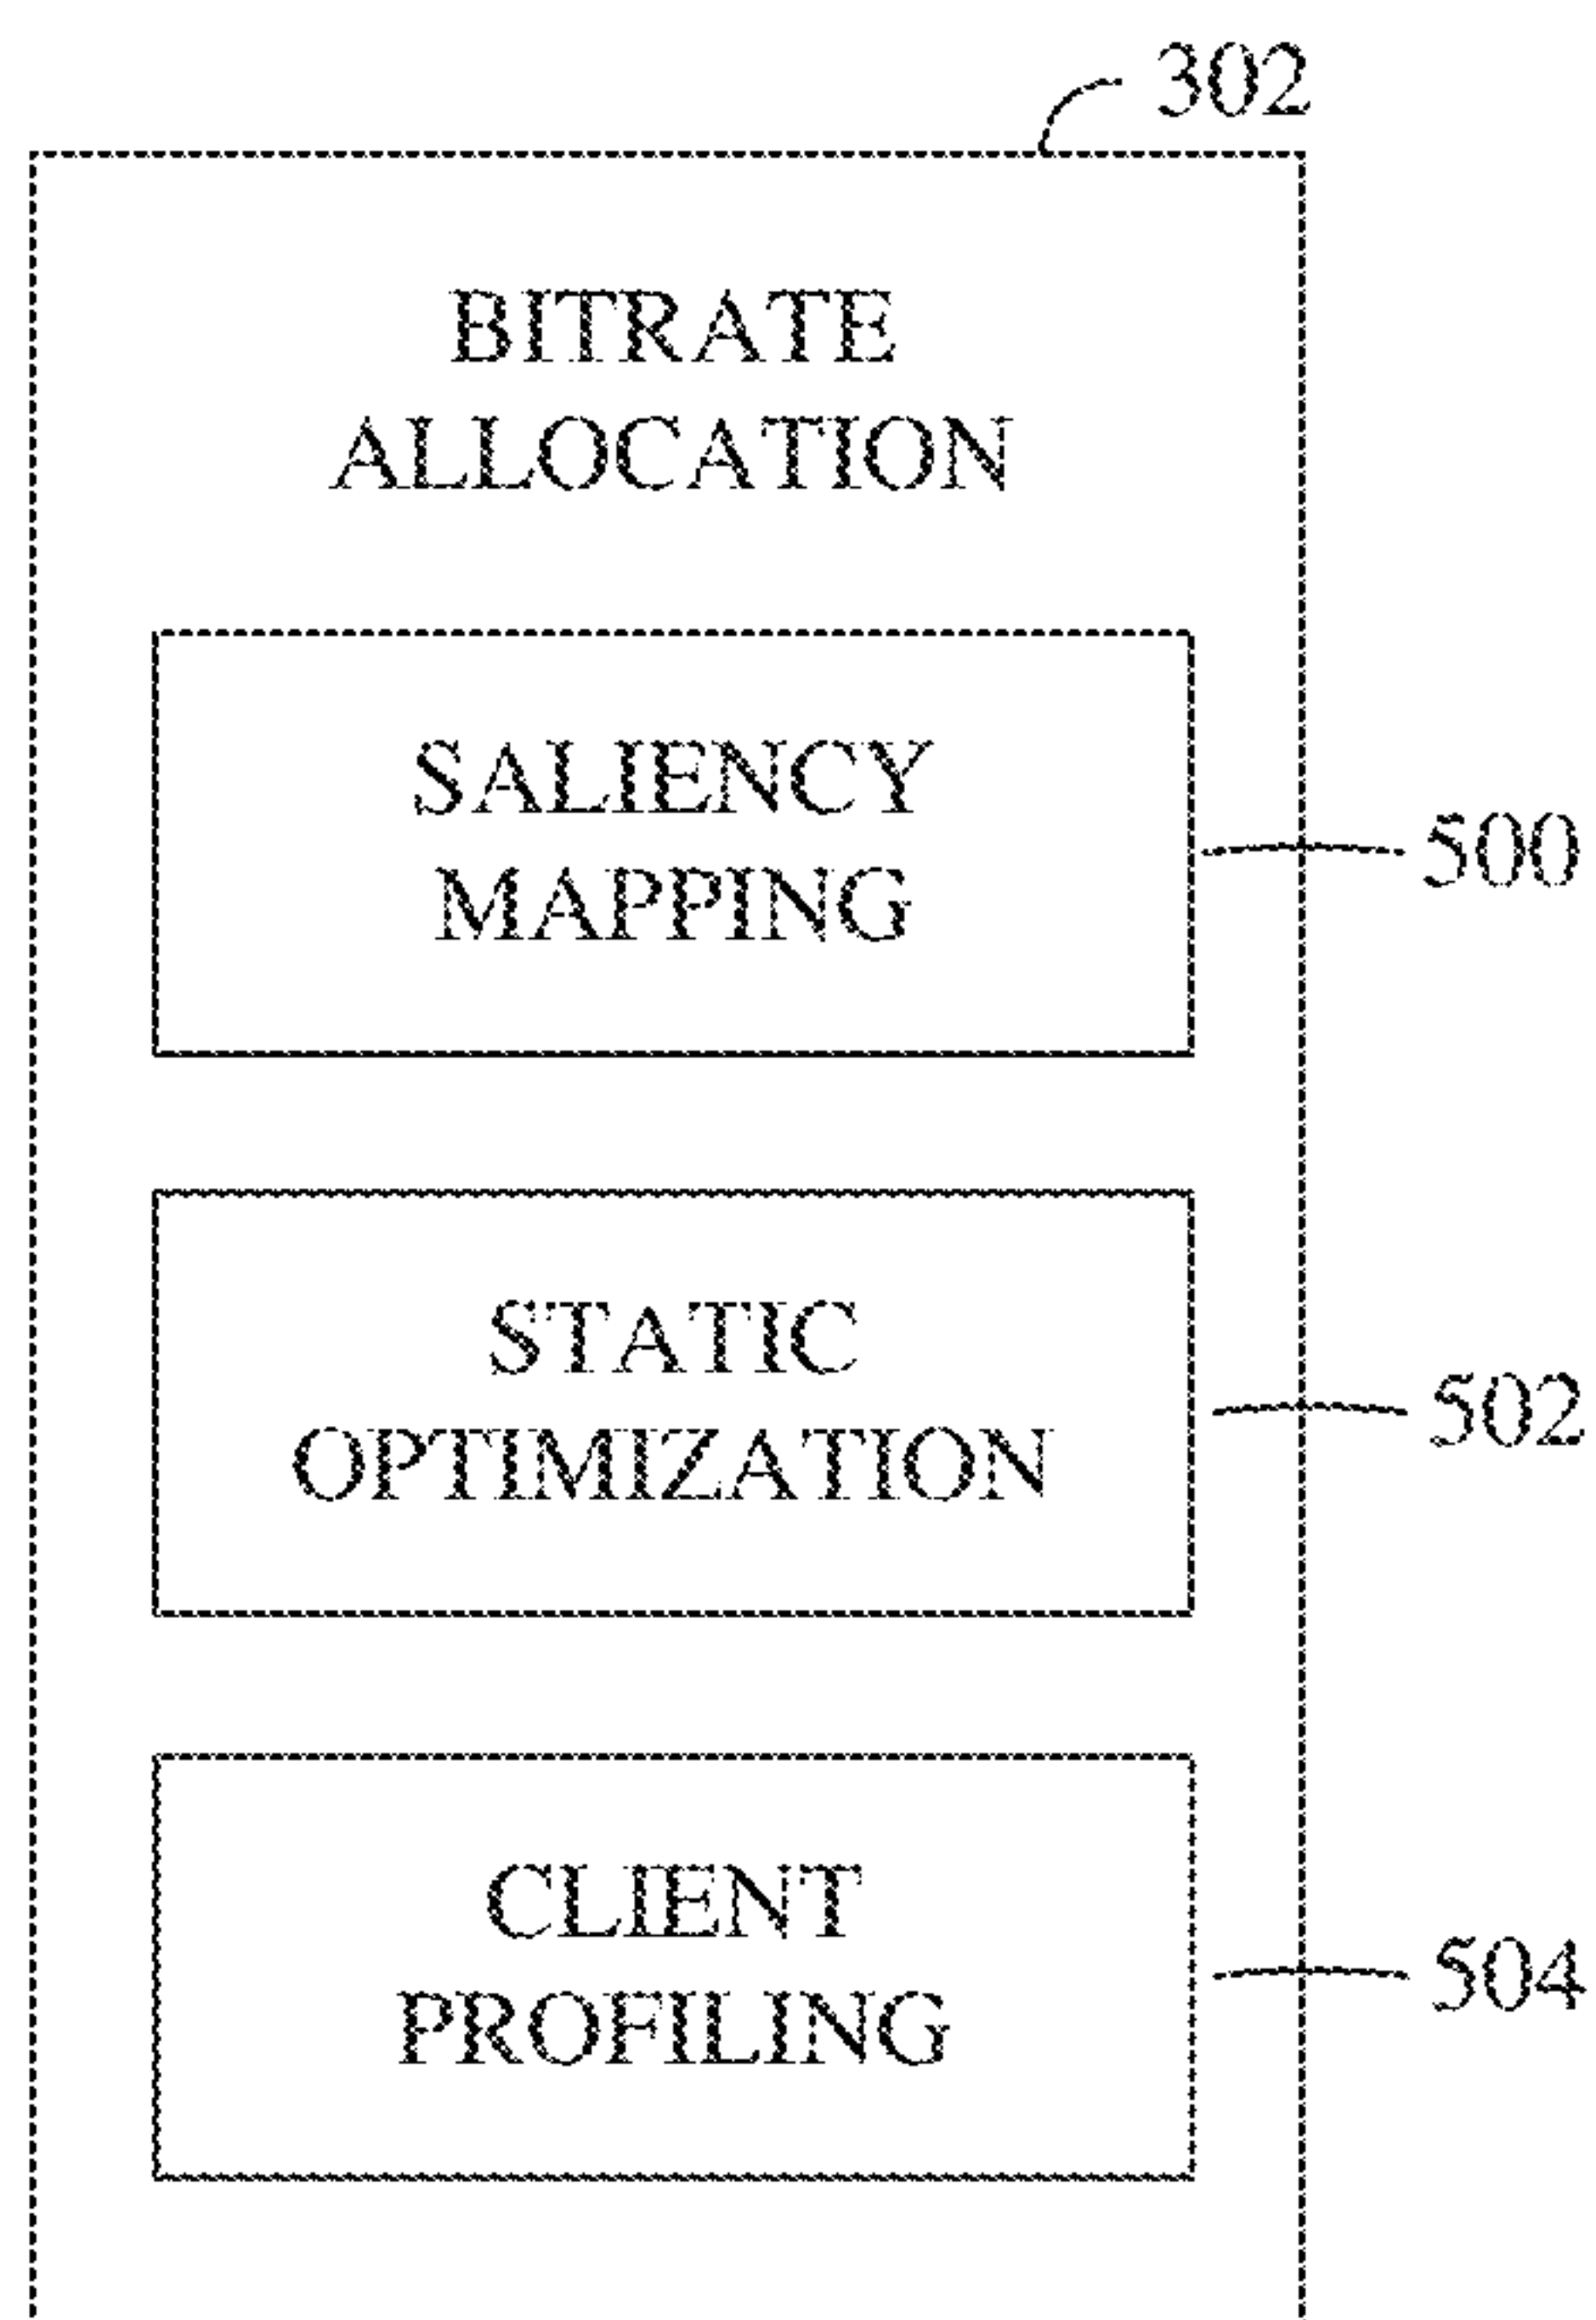 302
BITRATE
ALLOCATION
SALIENCY
MAPPING
500
STATIC
OPTIMIZATION
502
CLIENT
PROFILING
504